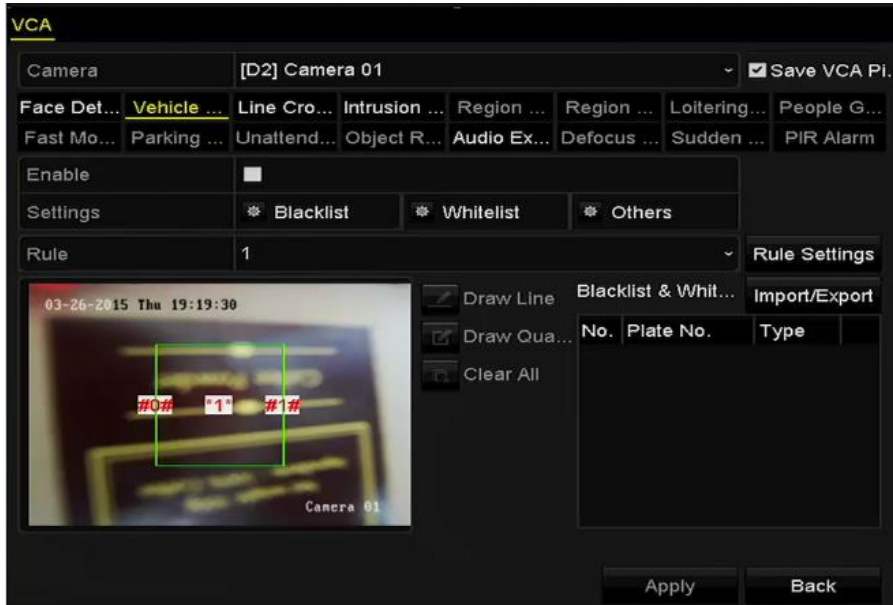 VCA
Camera [D2] Camera 01 Save VCA Pi.
Face Det... Vehicle ... Line Cro... Intrusion ... Region ... Region ... Loitering... People G...
Fast Mo... Parking ... Unattend... Object R... Audio Ex... Defocus ... Sudden ... PIR Alarm
Enable
Settings Blacklist Whitelist Others
Rule 1 Rule Settings
03-26-2015 Thu 19:19:30
#0# *1* #1#
Camera 01
Draw Line
Draw Qua...
Clear All
Blacklist & Whit... Import/Export
No. Plate No. Type
Apply Back